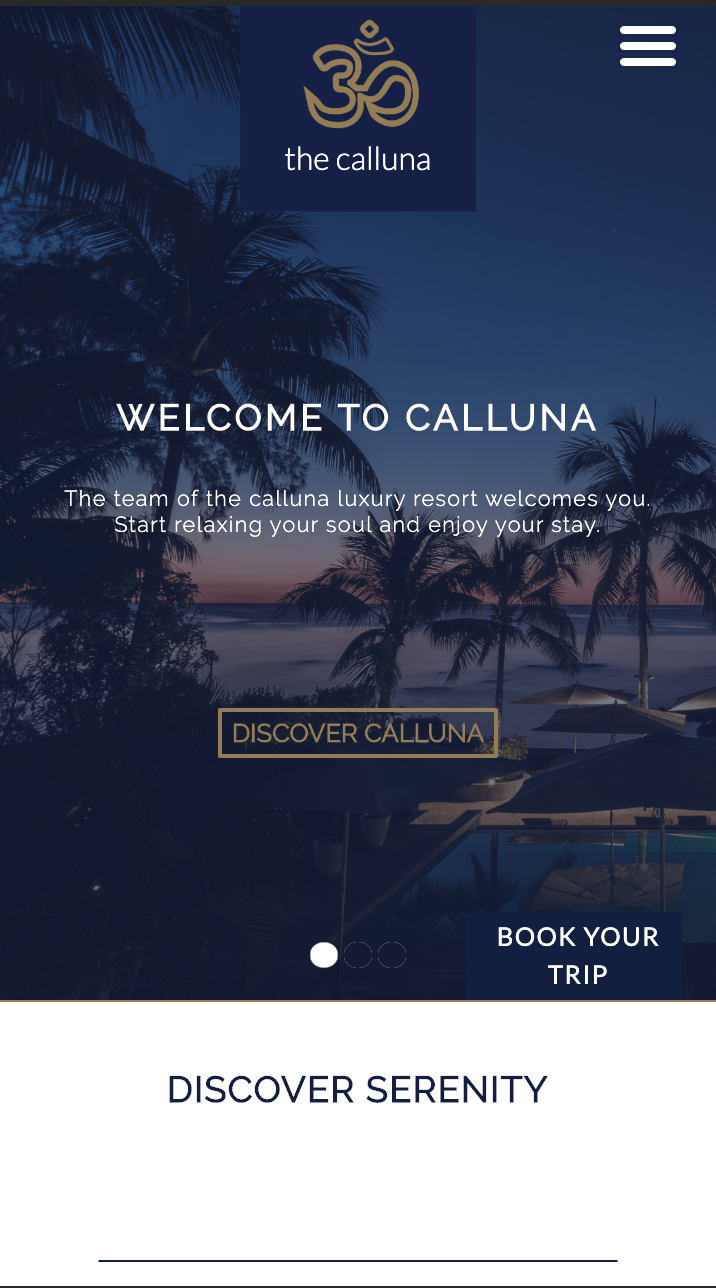 the calluna
WELCOME TO CALLUNA
The team of the calluna luxury resort welcomes you.
Start relaxing your soul and enjoy your stay.
DISCOVER CALLUNA
BOOK YOUR
TRIP
DISCOVER SERENITY